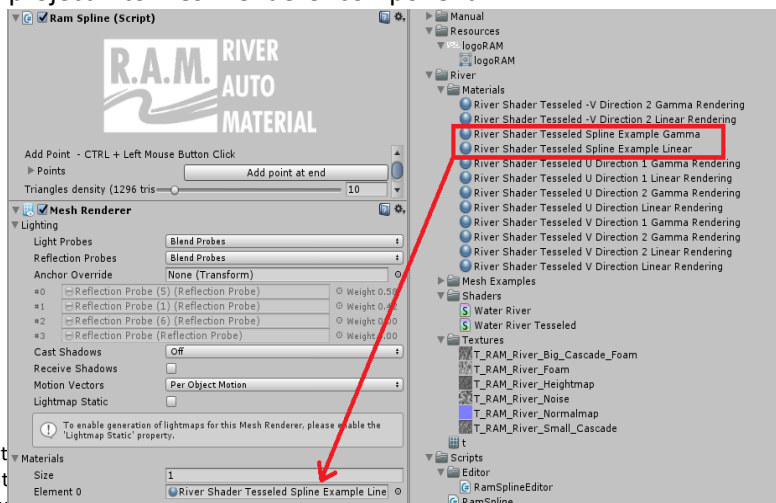 Ram Spline (Script)
R.A.M. RIVER
AUTO
MATERIAL
Add Point - CTRL + Left Mouse Button Click
Points Add point at end
Triangles density (1296 tris 10
Mesh Renderer
Lighting
Light Probes Blend Probes
Reflection Probes Blend Probes
Anchor Override None (Transform)
#0 Reflection Probe (5) (Reflection Probe) Weight 0.58
#1 Reflection Probe (1) (Reflection Probe) Weight 0.42
#2 Reflection Probe (6) (Reflection Probe) Weight 0.00
#3 Reflection Probe (Reflection Probe) Weight 0.00
Cast Shadows Off
Receive Shadows
Motion Vectors Per Object Motion
Lightmap Static
To enable generation of lightmaps for this Mesh Renderer, please enable the
'Lightmap Static' property.
Materials
Size 1
Element 0 River Shader Tesseled Spline Example Line
Manual
Resources
logoRAM
logoRAM
River
Materials
River Shader Tesseled -V Direction 2 Gamma Rendering
River Shader Tesseled -V Direction 2 Linear Rendering
River Shader Tesseled Spline Example Gamma
River Shader Tesseled Spline Example Linear
River Shader Tesseled U Direction 1 Gamma Rendering
River Shader Tesseled U Direction 1 Linear Rendering
River Shader Tesseled U Direction 2 Gamma Rendering
River Shader Tesseled U Direction Linear Rendering
River Shader Tesseled V Direction 1 Gamma Rendering
River Shader Tesseled V Direction 2 Gamma Rendering
River Shader Tesseled V Direction 2 Linear Rendering
River Shader Tesseled V Direction Linear Rendering
Mesh Examples
Shaders
Water River
Water River Tesseled
Textures
T_RAM_River_Big_Cascade_Foam
T_RAM_River_Foam
T_RAM_River_Heightmap
T_RAM_River_Noise
T_RAM_River_Normalmap
T_RAM_River_Small_Cascade
t
Scripts
Editor
RamSplineEditor
RamSpline